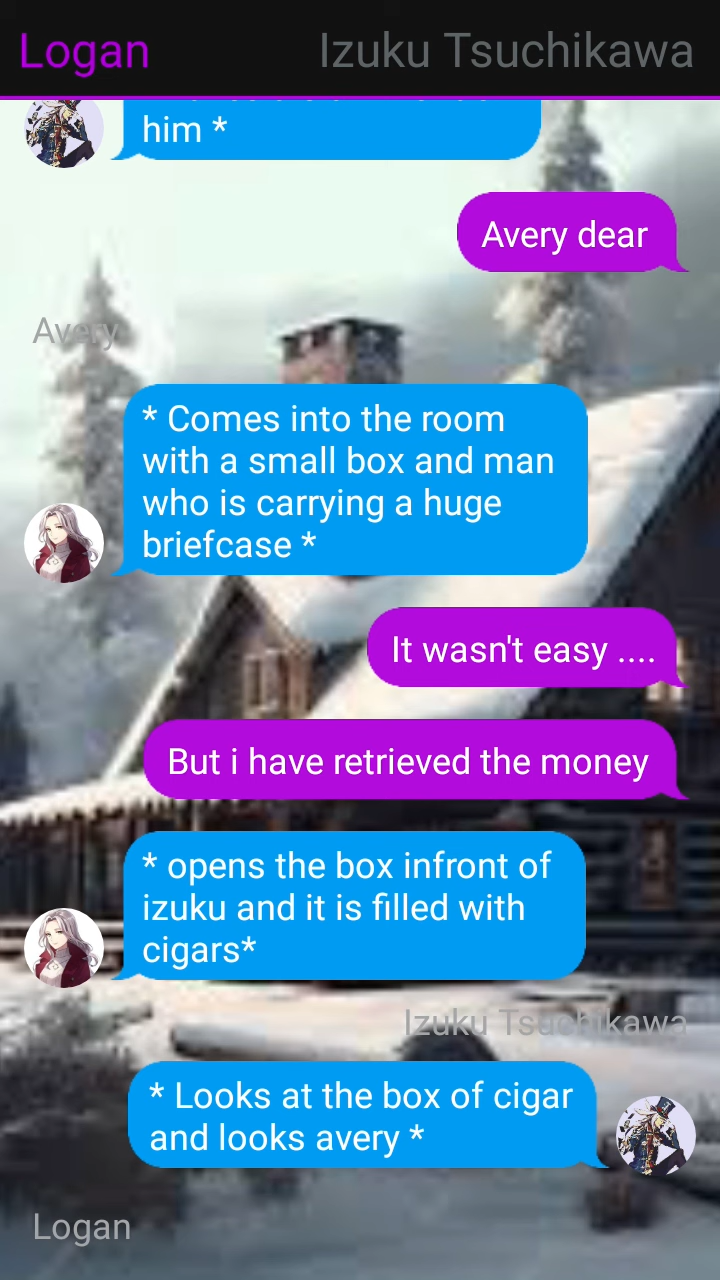 Logan Izuku Tsuchikawa
him *
Avery dear
Avery
* Comes into the room
with a small box and man
who is carrying a huge
briefcase *
It wasn't easy ....
But i have retrieved the money
* opens the box infront of
izuku and it is filled with
cigars*
Izuku Tsuchikawa
* Looks at the box of cigar
and looks avery *
Logan